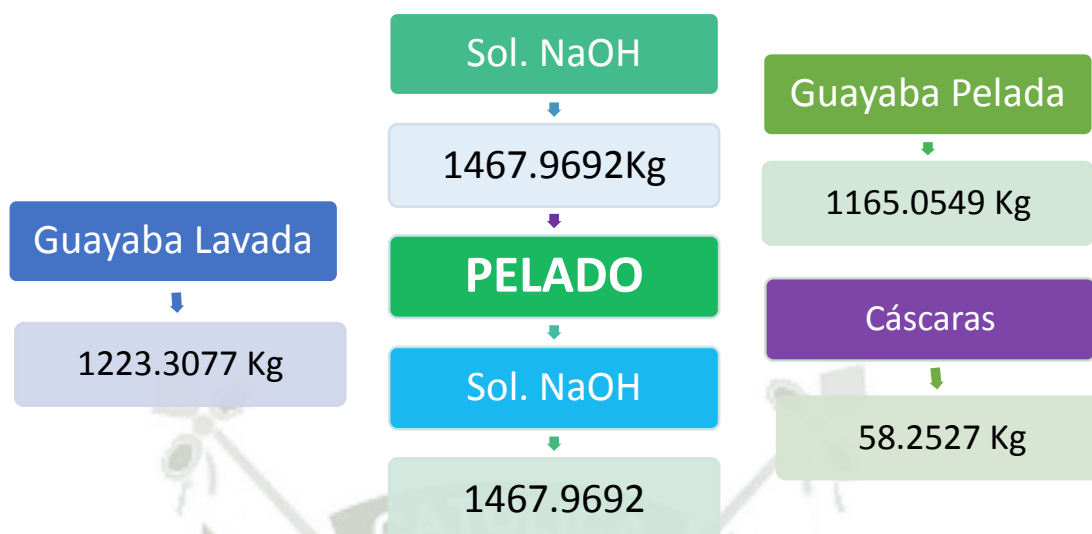 Guayaba Lavada
1223.3077 Kg
Sol. NaOH
1467.9692Kg
PELADO
Sol. NaOH
1467.9692
Guayaba Pelada
1165.0549 Kg
Cáscaras
58.2527 Kg